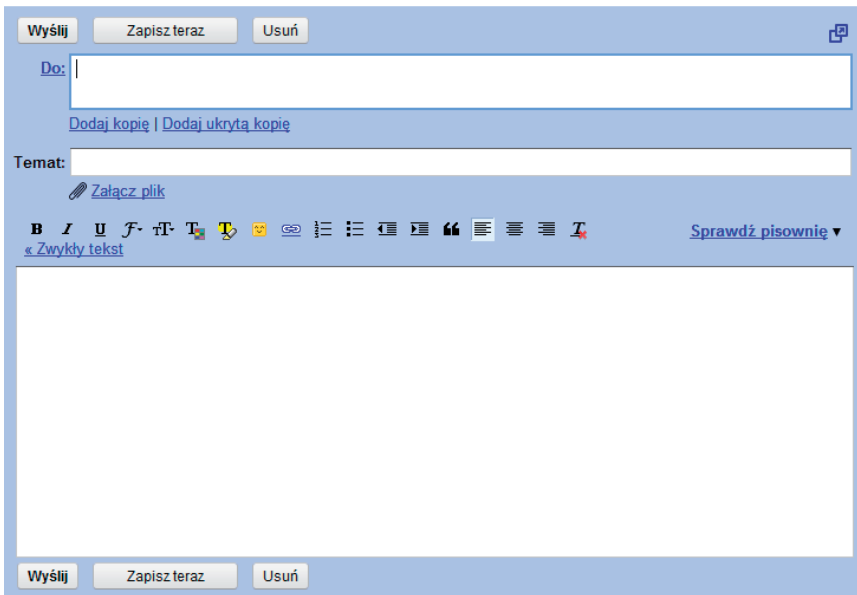 Wyślij Zapisz teraz Usuń
Do:
Dodaj kopię | Dodaj ukrytą kopię
Temat:
Załącz plik
B I U F T T T T
Sprawdź pisownię
« Zwykły tekst
Wyślij Zapisz teraz Usuń